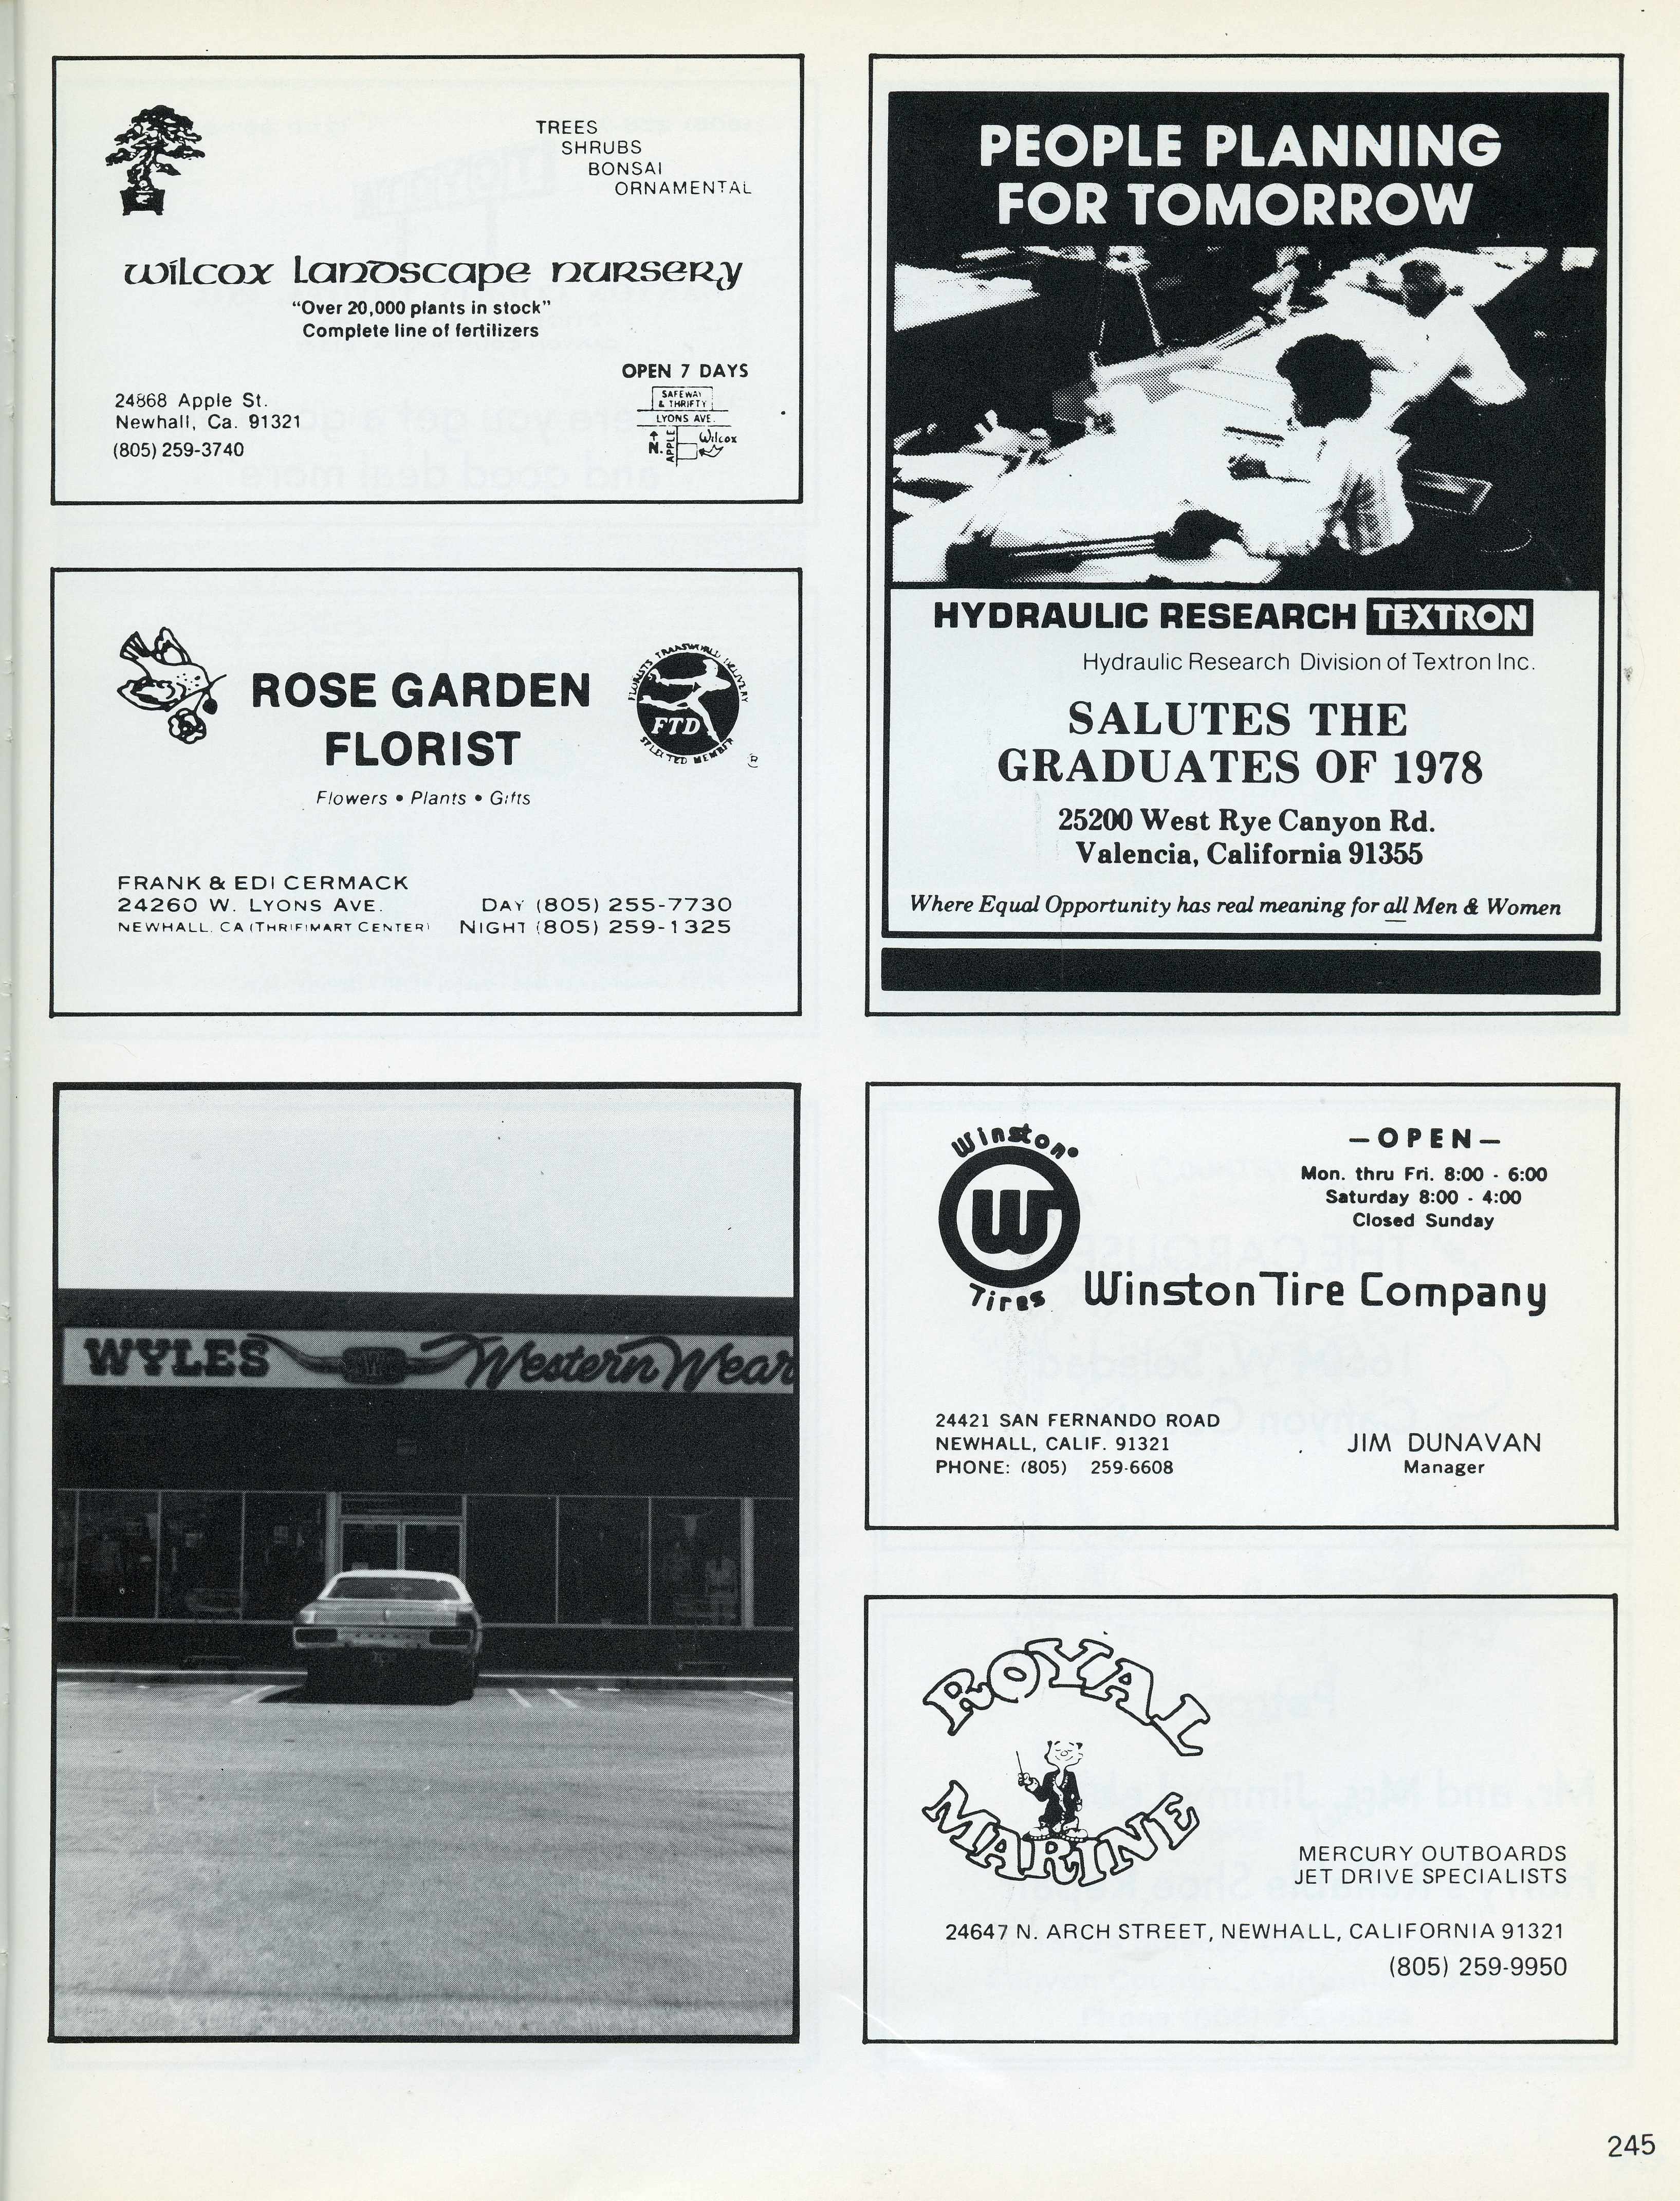 TREES
SHRUBS
BONSAI
ORNAMENTAL
Wilcox Landscape Nursery
"Over 20,000 plants in stock"
Complete line of fertilizers
OPEN 7 DAYS
SAFEWAY
& THRIFTY
LYONS AVE.
N.
APPLE
Wilcox
24868 Apple St.
Newhall, Ca. 91321
(805) 259-3740
ROSE GARDEN
FLORIST
FLORISTS TRANSWORLD DELIVERY
FTD
SELECTED MEMBER
®
Flowers • Plants • Gifts
FRANK & EDI CERMACK
24260 W. LYONS AVE.
NEWHALL, CA (THRIFIMART CENTER)
DAY (805) 255-7730
NIGHT (805) 259-1325
WYLES W Western Wear
PEOPLE PLANNING
FOR TOMORROW
HYDRAULIC RESEARCH TEXTRON
Hydraulic Research Division of Textron Inc.
SALUTES THE
GRADUATES OF 1978
25200 West Rye Canyon Rd.
Valencia, California 91355
Where Equal Opportunity has real meaning for all Men & Women
Winston®
W
Tires
—OPEN—
Mon. thru Fri. 8:00 - 6:00
Saturday 8:00 - 4:00
Closed Sunday
Winston Tire Company
24421 SAN FERNANDO ROAD
NEWHALL, CALIF. 91321
PHONE: (805) 259-6608
JIM DUNAVAN
Manager
ROYAL
MARINE
MERCURY OUTBOARDS
JET DRIVE SPECIALISTS
24647 N. ARCH STREET, NEWHALL, CALIFORNIA 91321
(805) 259-9950
245